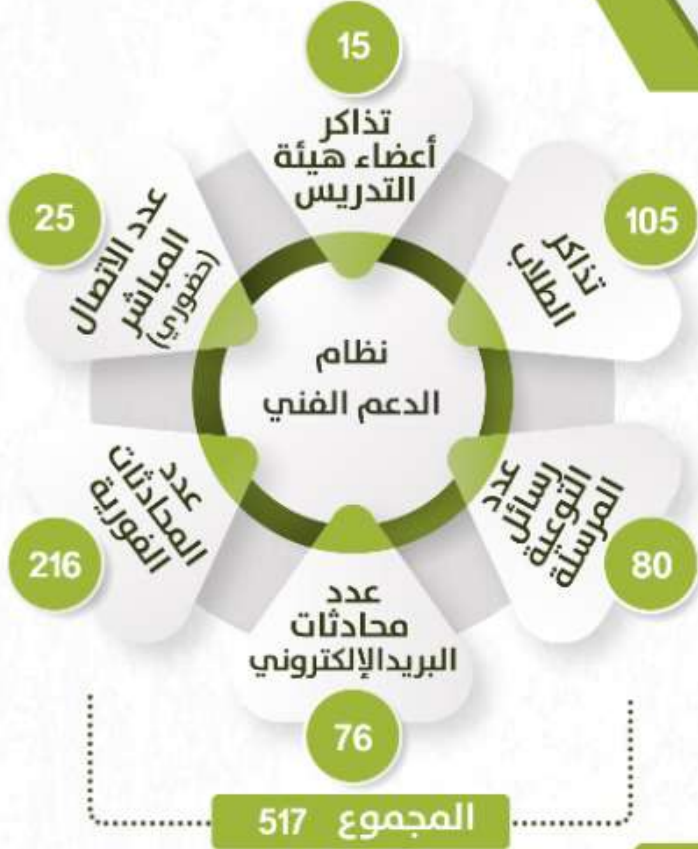 15
تذاكر
أعضاء هيئة
التدريس
105
تذاكر
الطلاب
80
عدد
رسائل
التوعية
المرسلة
76
عدد
محادثات
البريدالإلكتروني
216
عدد
المحادثات
الفورية
25
عدد الاتصال
المباشر
(حضوري)
نظام
الدعم الفني
المجموع 517